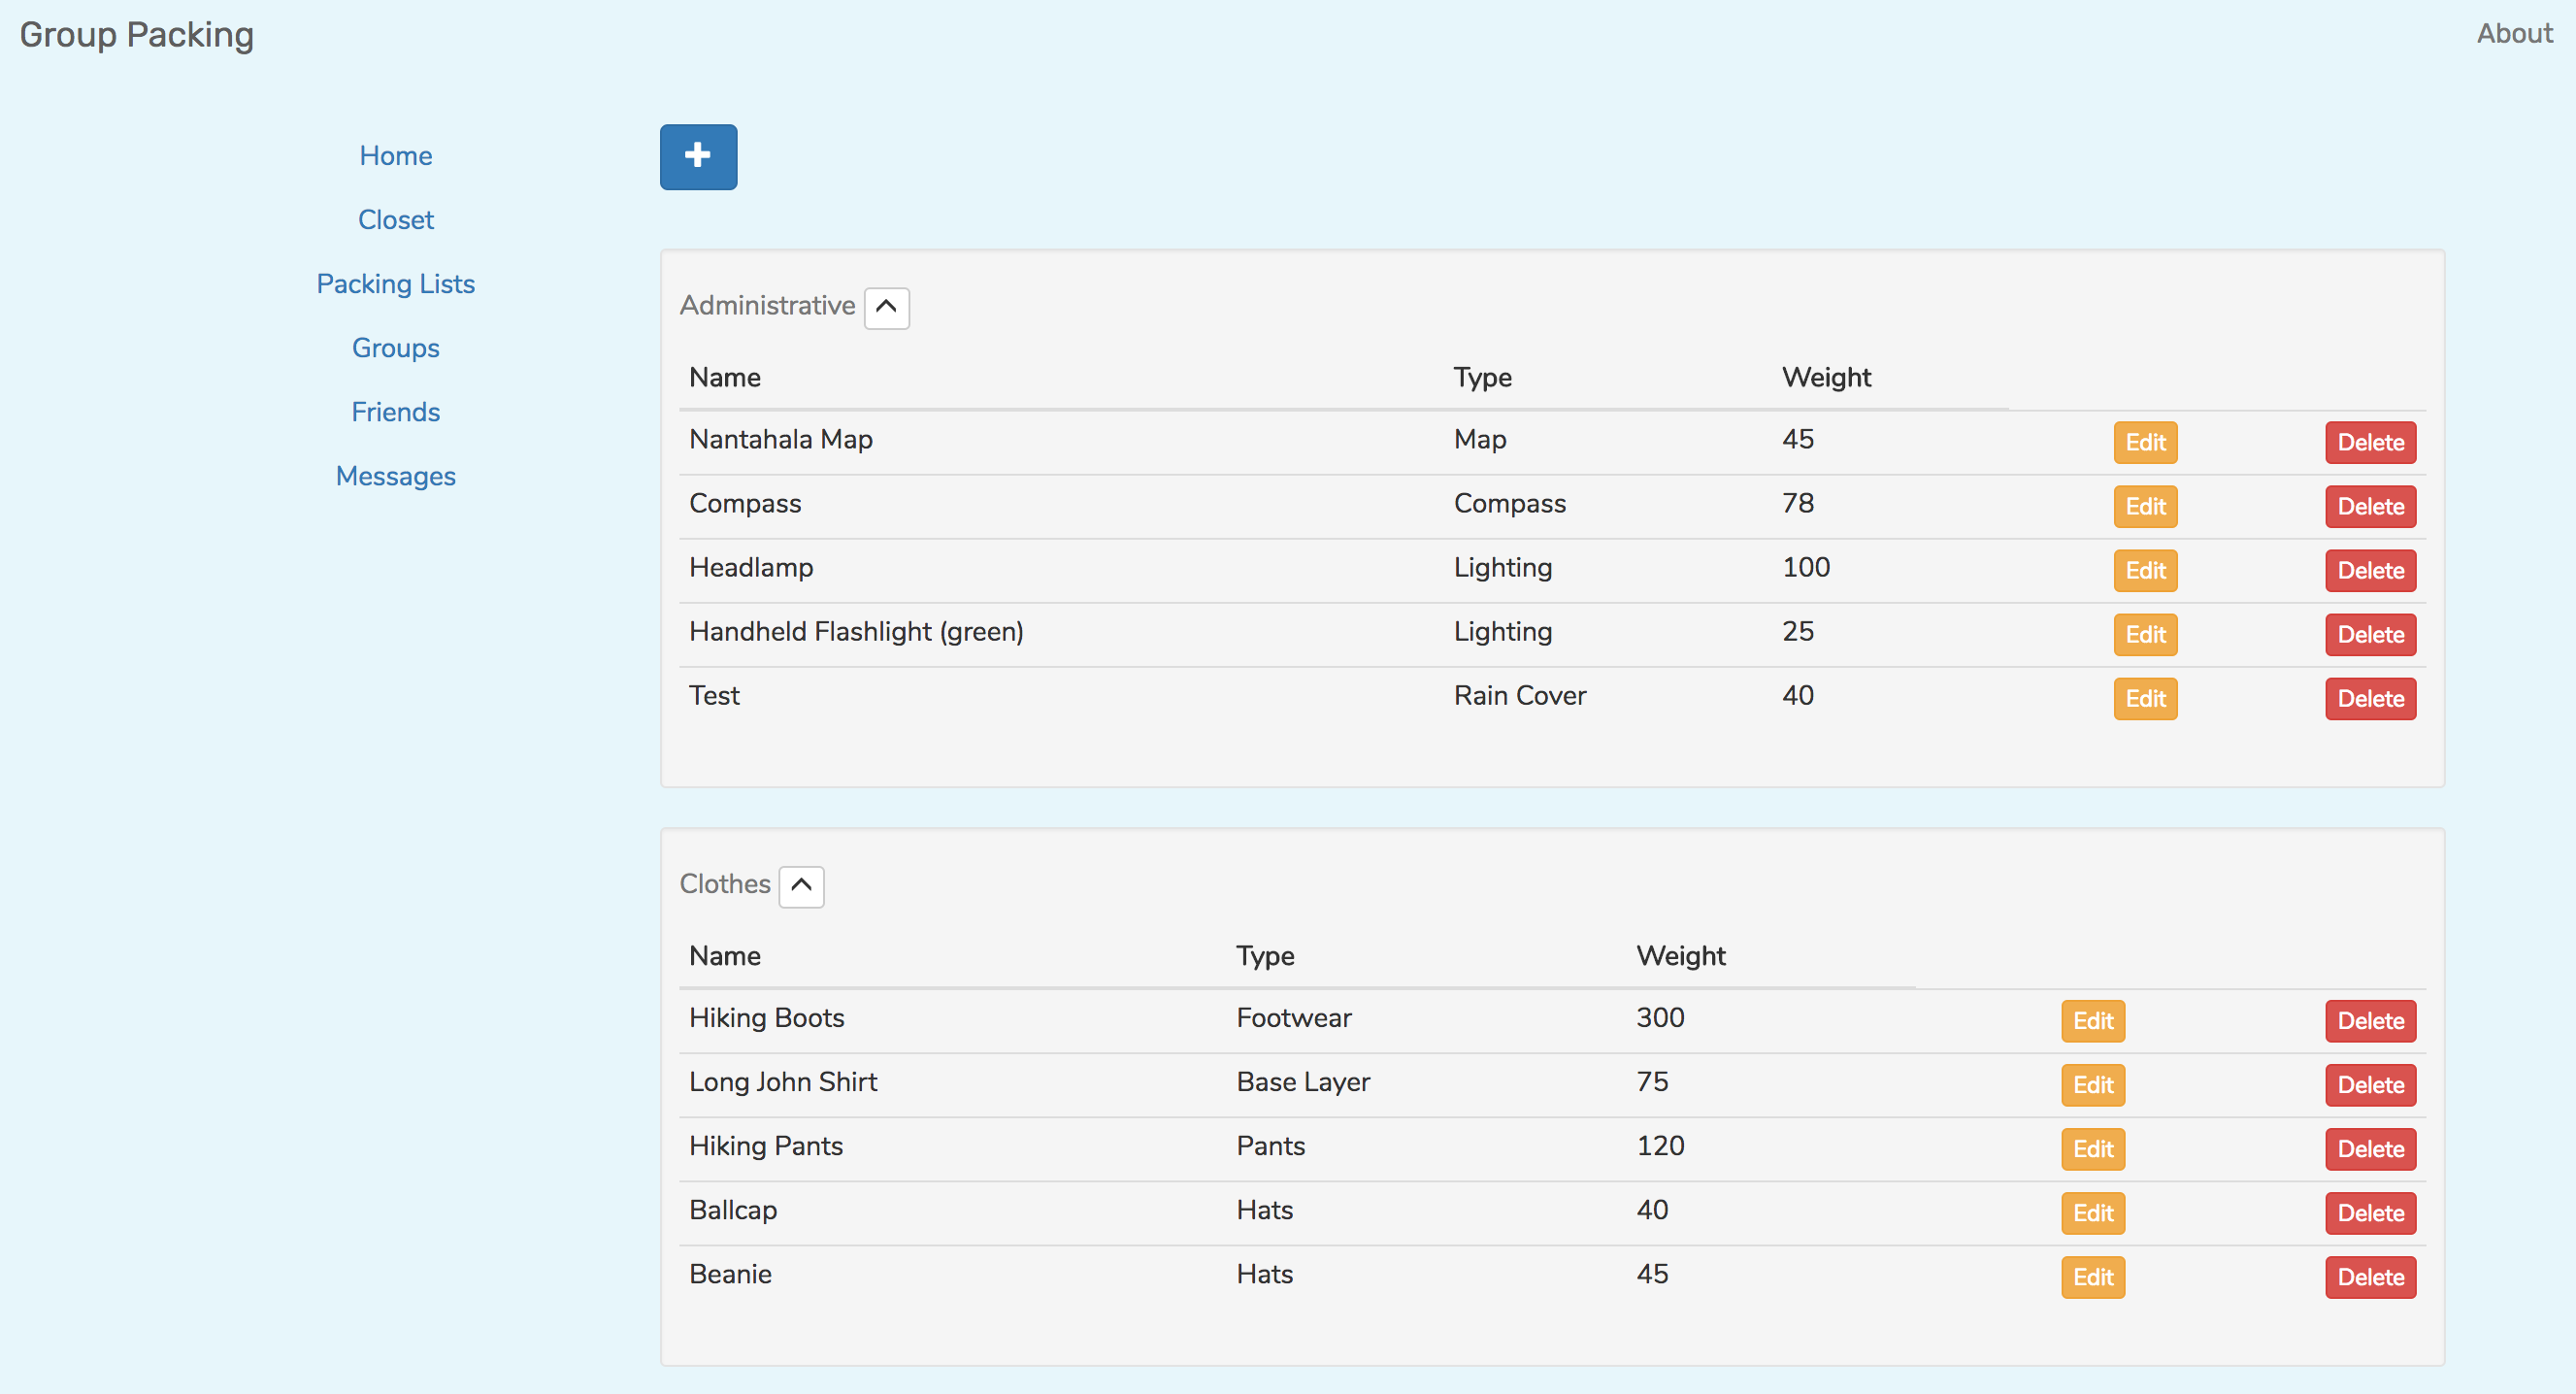 Group Packing
About
Home
Closet
Packing Lists
Groups
Friends
Messages
Administrative
Name Type Weight
Nantahala Map Map 45 Edit Delete
Compass Compass 78 Edit Delete
Headlamp Lighting 100 Edit Delete
Handheld Flashlight (green) Lighting 25 Edit Delete
Test Rain Cover 40 Edit Delete
Clothes
Name Type Weight
Hiking Boots Footwear 300 Edit Delete
Long John Shirt Base Layer 75 Edit Delete
Hiking Pants Pants 120 Edit Delete
Ballcap Hats 40 Edit Delete
Beanie Hats 45 Edit Delete